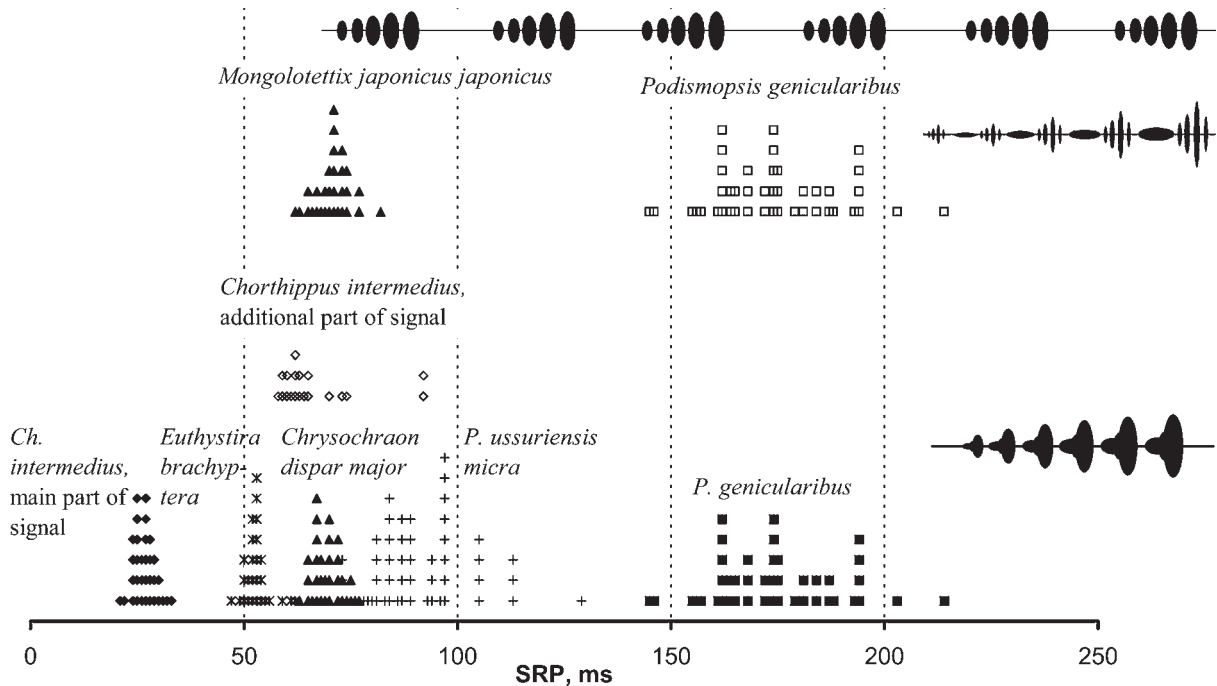 Mongolotettix japonicus japonicus
Podismopsis genicularibus
Chorthippus intermedius,
additional part of signal
Ch.
intermedius,
main part of
signal
Euthystira
brachyp-
tera
Chrysochraon
dispar major
P. ussuriensis
micra
P. genicularibus
0 50 100 150 200 250
SRP, ms